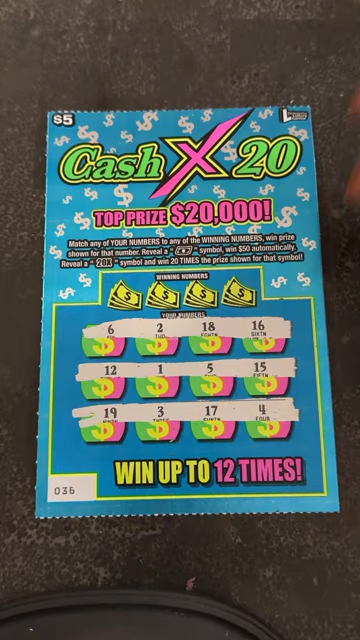 $5
Cash X 20
TOP PRIZE $20,000!
Match any of YOUR NUMBERS to any of the WINNING NUMBERS, win prize
shown for that number. Reveal a " " symbol, win $50 automatically.
Reveal a " 20X " symbol and win 20 TIMES the prize shown for that symbol!
WINNING NUMBERS
YOUR NUMBERS
6 2 18 16
SIXTN
12 1 5 15
19 3 17 4
FOUR
WIN UP TO 12 TIMES!
036